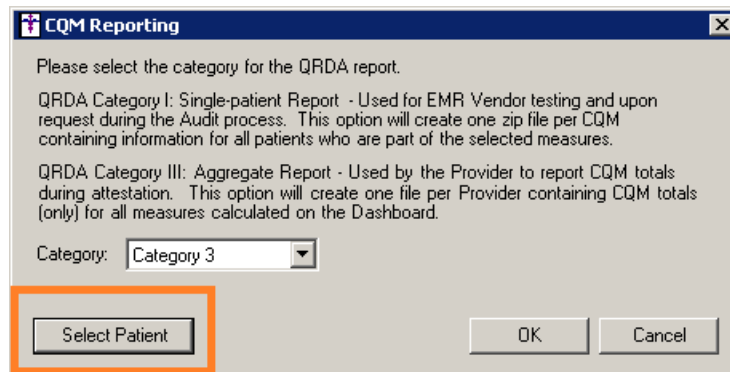 CQM Reporting
Please select the category for the QRDA report.
QRDA Category I: Single-patient Report - Used for EMR Vendor testing and upon
request during the Audit process. This option will create one zip file per CQM
containing information for all patients who are part of the selected measures.
QRDA Category III: Aggregate Report - Used by the Provider to report CQM totals
during attestation. This option will create one file per Provider containing CQM totals
(only) for all measures calculated on the Dashboard.
Category: Category 3
Select Patient OK Cancel